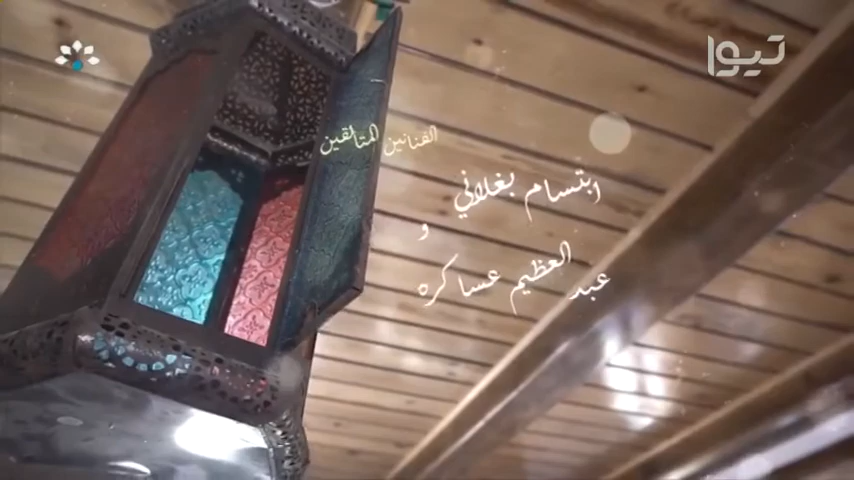 تيوا
الفنانين المتألقين
ابتسام بغلاني
و
عبد العظيم عساكره